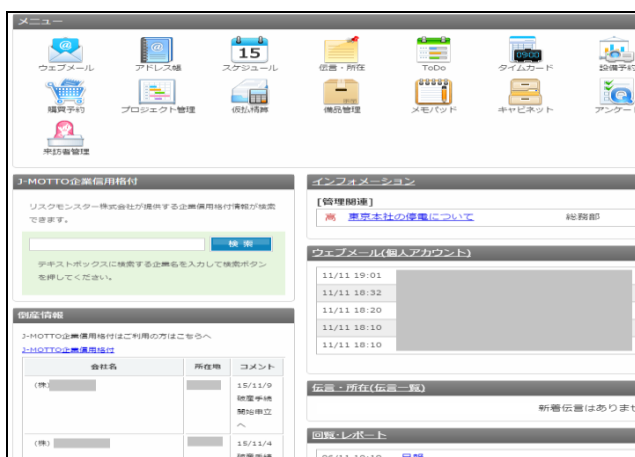 メニュー
15
09:00
ウェブメール アドレス帳 スケジュール 伝言・所在 ToDo タイムカード 設備予約
購買予約 プロジェクト管理 仮払精算 備品管理 メモパッド キャビネット アンケート
来訪者管理
J-MOTTO企業信用格付
リスクモンスター株式会社が提供する企業信用格付情報が検索
できます。
検 索
テキストボックスに検索する企業名を入力して検索ボタン
を押してください。
倒産情報
J-MOTTO企業信用格付はご利用の方はこちらへ
J-MOTTO企業信用格付
会社名 所在地 コメント
(株) 15/11/9
破産手続
開始申立
へ
(株) 15/11/4
破産手続
インフォメーション
[管理関連]
高 東京本社の停電について 総務部
ウェブメール(個人アカウント)
11/11 19:01
11/11 18:32
11/11 18:20
11/11 18:10
11/11 18:10
伝言・所在(伝言一覧)
新着伝言はありませ
回覧・レポート
日報